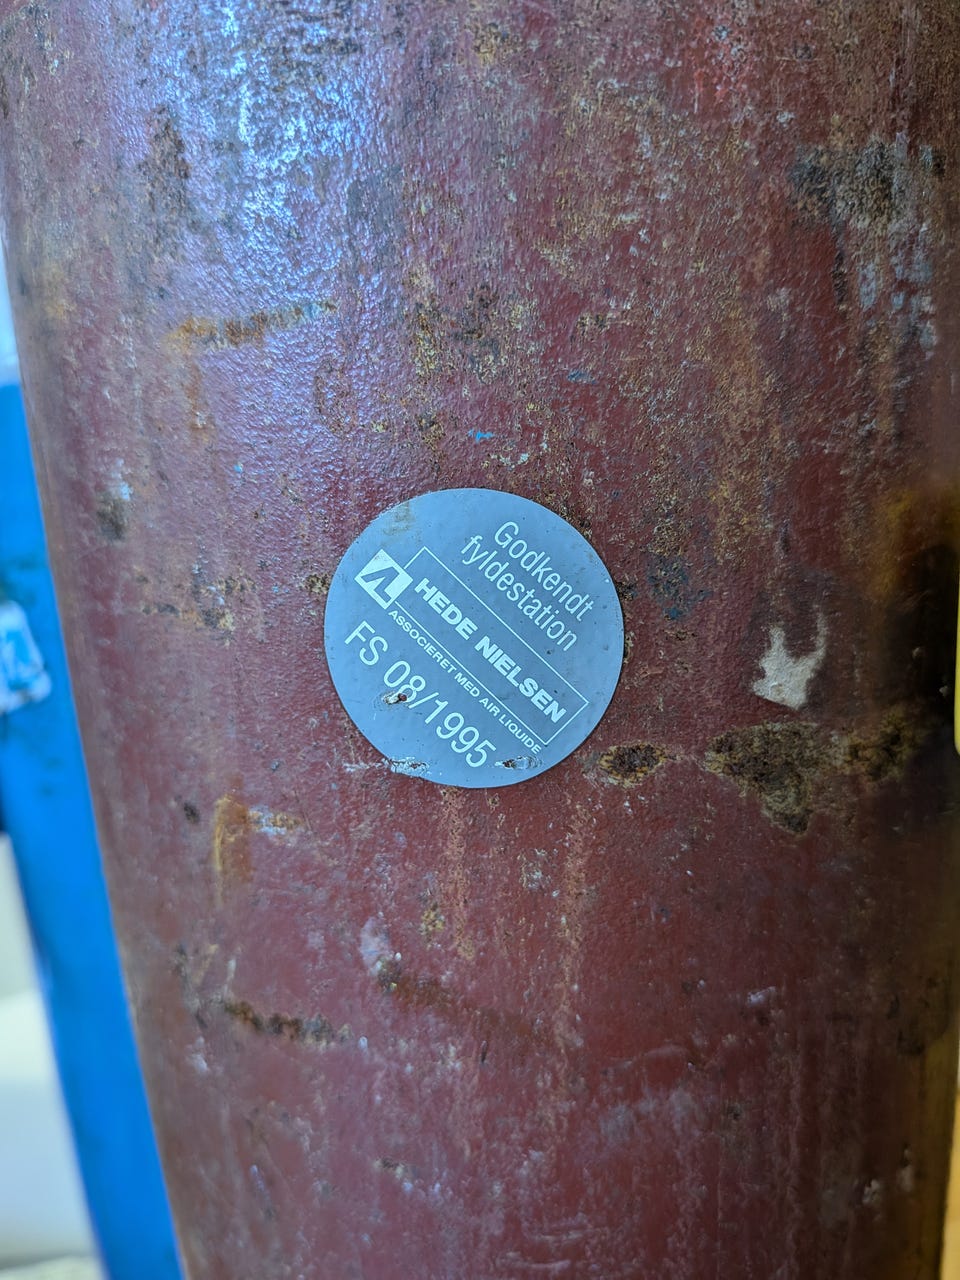 Godkendt
fyldestation
HEDE NIELSEN
ASSOCIERET MED AIR LIQUIDE
FS 08/1995